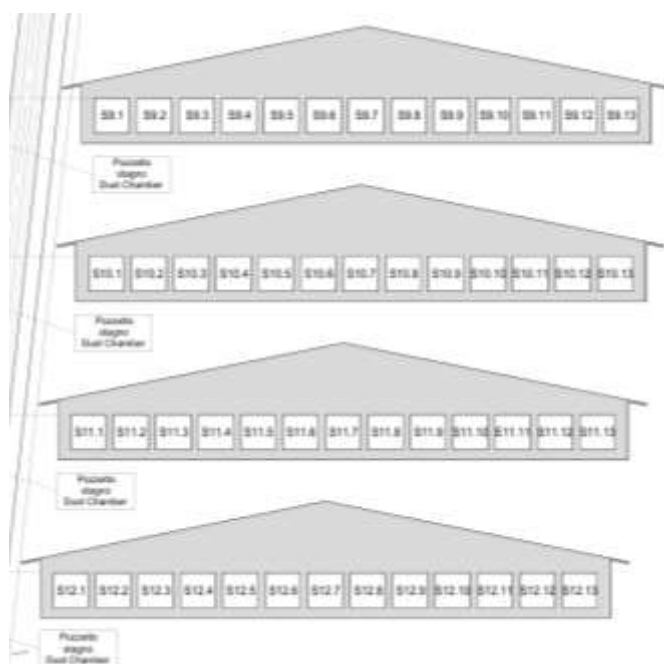 S9.1 S9.2 S9.3 S9.4 S9.5 S9.6 S9.7 S9.8 S9.9 S9.10 S9.11 S9.12 S9.13
Pozzetto
stagno
Dust Chamber
S10.1 S10.2 S10.3 S10.4 S10.5 S10.6 S10.7 S10.8 S10.9 S10.10 S10.11 S10.12 S10.13
Pozzetto
stagno
Dust Chamber
S11.1 S11.2 S11.3 S11.4 S11.5 S11.6 S11.7 S11.8 S11.9 S11.10 S11.11 S11.12 S11.13
Pozzetto
stagno
Dust Chamber
S12.1 S12.2 S12.3 S12.4 S12.5 S12.6 S12.7 S12.8 S12.9 S12.10 S12.11 S12.12 S12.13
Pozzetto
stagno
Dust Chamber